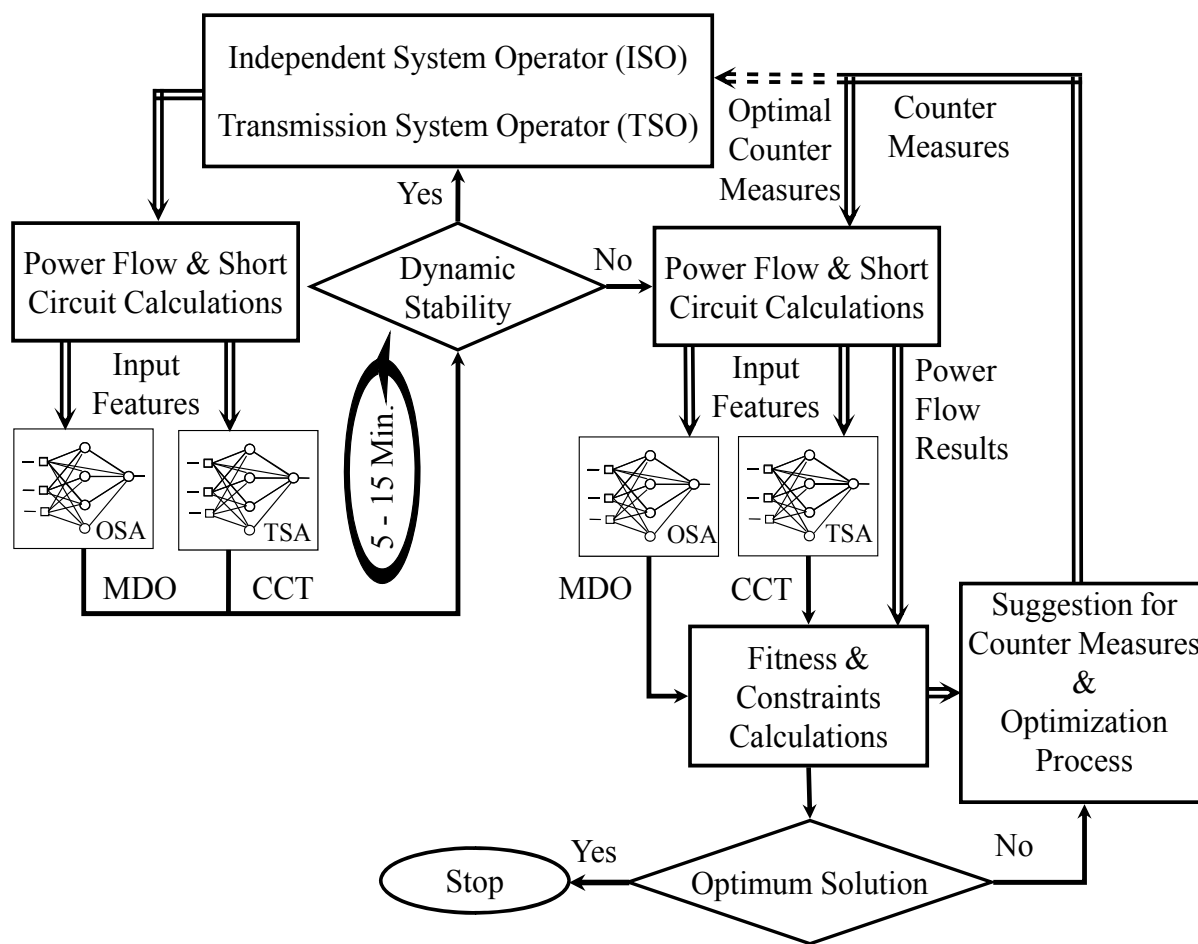 Independent System Operator (ISO)
Transmission System Operator (TSO)
Optimal
Counter
Measures
Counter
Measures
Yes
Power Flow & Short
Circuit Calculations
Dynamic
Stability
No
Power Flow & Short
Circuit Calculations
Input
Features
5 - 15 Min.
Input
Features
Power
Flow
Results
OSA
TSA
OSA
TSA
MDO
CCT
MDO
CCT
Suggestion for
Counter Measures
&
Optimization
Process
Fitness &
Constraints
Calculations
Yes
No
Stop
Optimum Solution